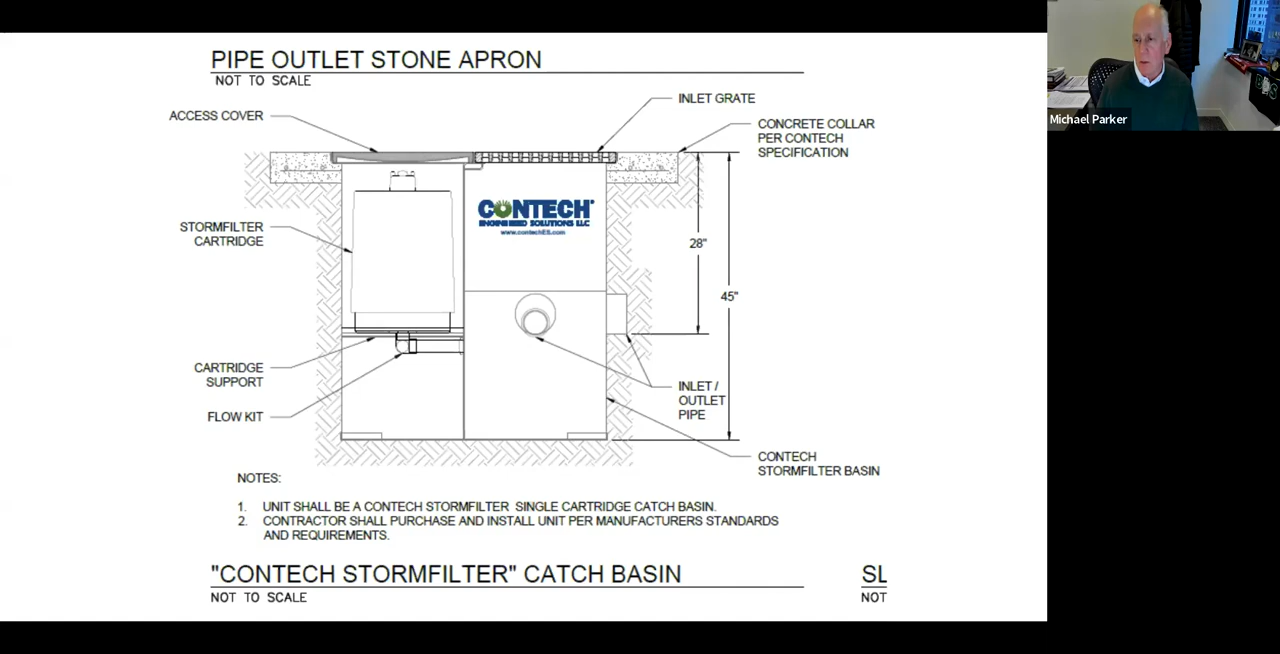 PIPE OUTLET STONE APRON
NOT TO SCALE
ACCESS COVER
INLET GRATE
CONCRETE COLLAR
PER CONTECH
SPECIFICATION
STORMFILTER
CARTRIDGE
CONTECH
ENGINEERED SOLUTIONS LLC
www.contechES.com
28"
45"
CARTRIDGE
SUPPORT
FLOW KIT
INLET /
OUTLET
PIPE
CONTECH
STORMFILTER BASIN
NOTES:
1. UNIT SHALL BE A CONTECH STORMFILTER SINGLE CARTRIDGE CATCH BASIN.
2. CONTRACTOR SHALL PURCHASE AND INSTALL UNIT PER MANUFACTURERS STANDARDS
AND REQUIREMENTS.
"CONTECH STORMFILTER" CATCH BASIN
NOT TO SCALE
SL
NOT
Michael Parker